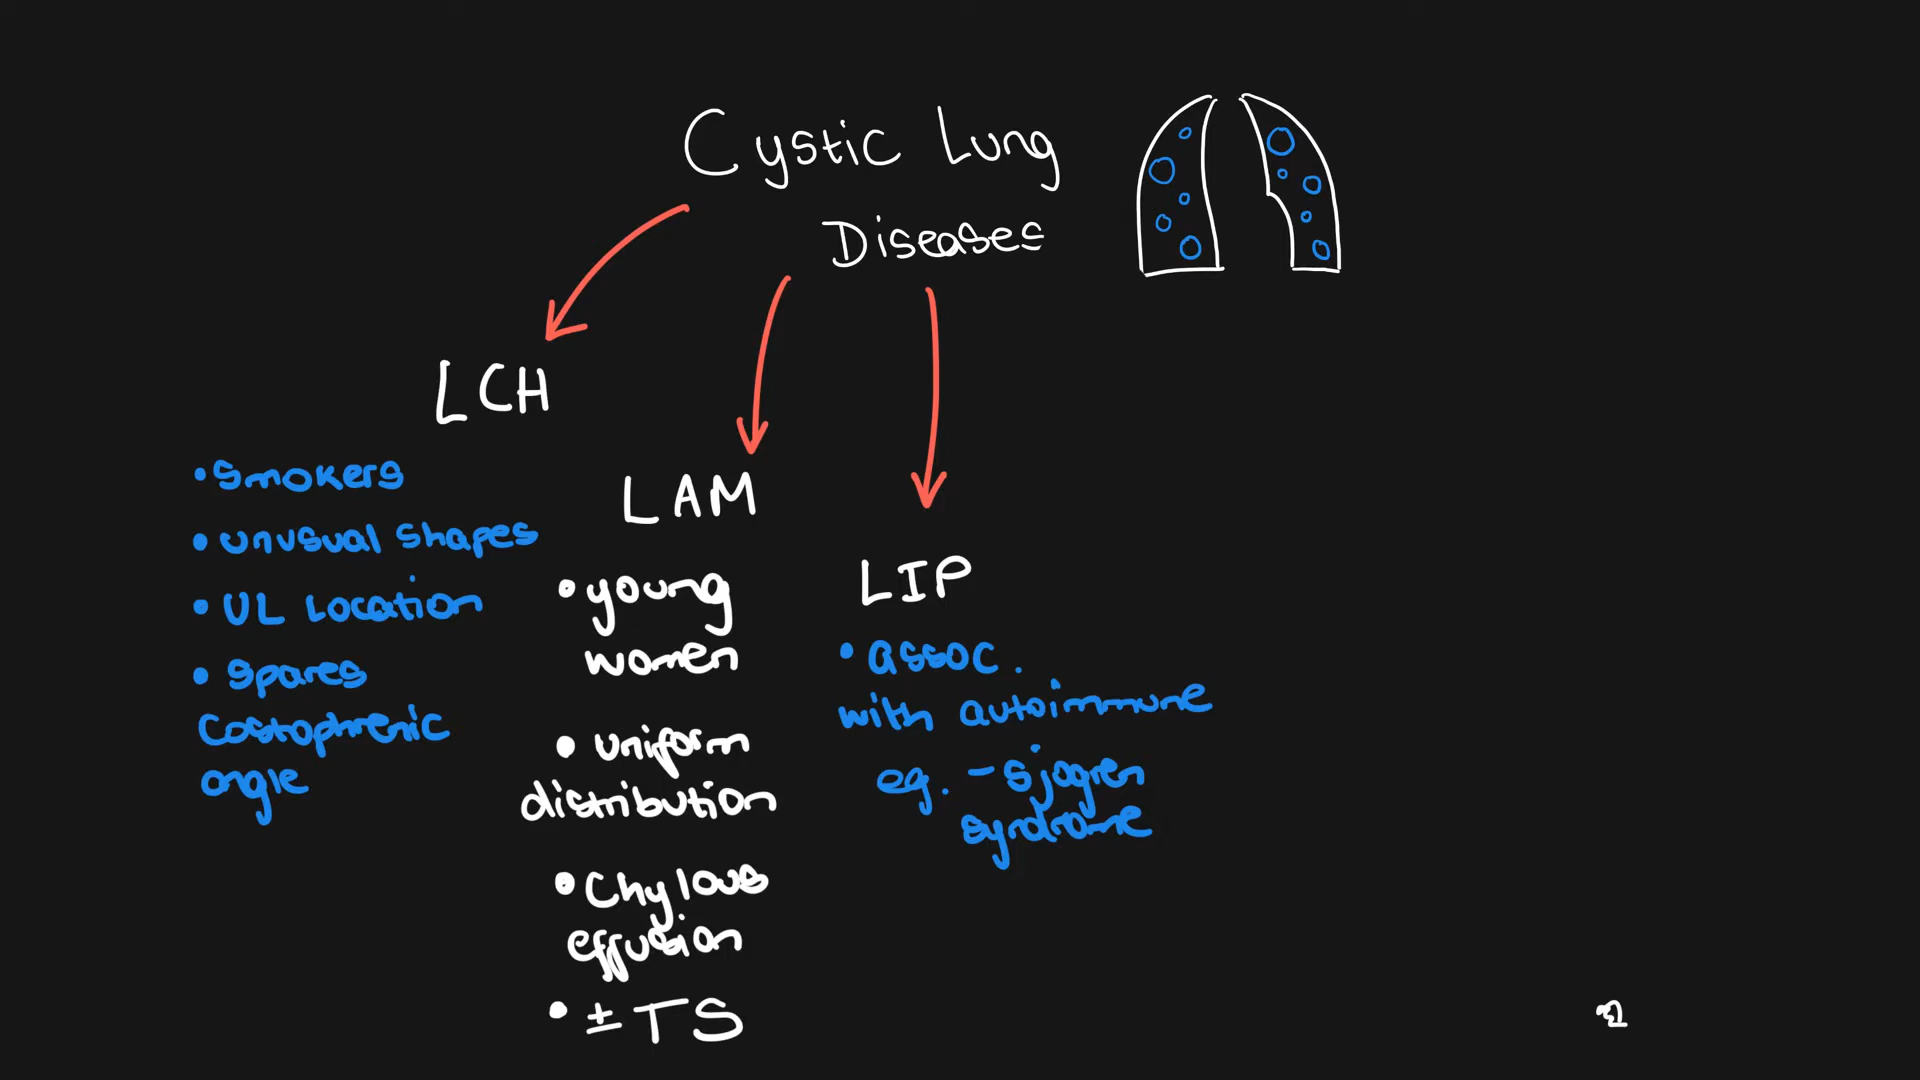 Cystic Lung
Diseases
LCH
• Smokers
• unusual shapes
• UL Location
• Spares
Costophrenic
angle
LAM
• young
women
• uniform
distribution
• Chylous
effusion
• ± TS
LIP
• assoc.
with autoimmune
eg. - Sjogren
syndrome